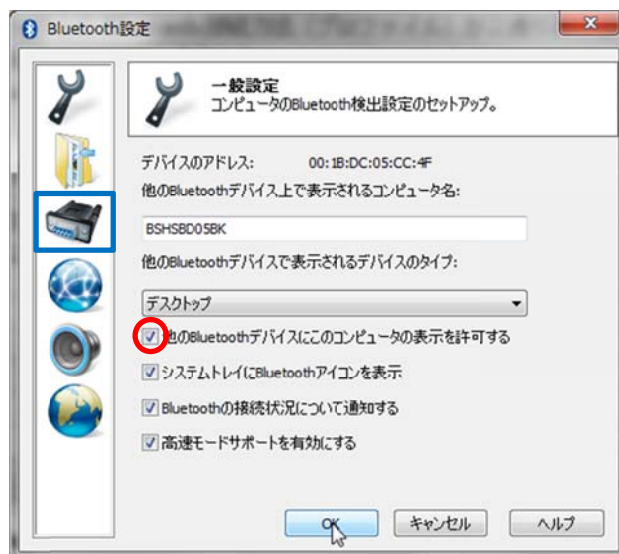 Bluetooth設定
一般設定
コンピュータのBluetooth検出設定のセットアップ。
デバイスのアドレス: 00:1B:DC:05:CC:4F
他のBluetoothデバイス上で表示されるコンピュータ名:
BSHSBD05BK
他のBluetoothデバイスで表示されるデバイスのタイプ:
デスクトップ
他のBluetoothデバイスにこのコンピュータの表示を許可する
システムトレイにBluetoothアイコンを表示
Bluetoothの接続状況について通知する
高速モードサポートを有効にする
OK キャンセル ヘルプ